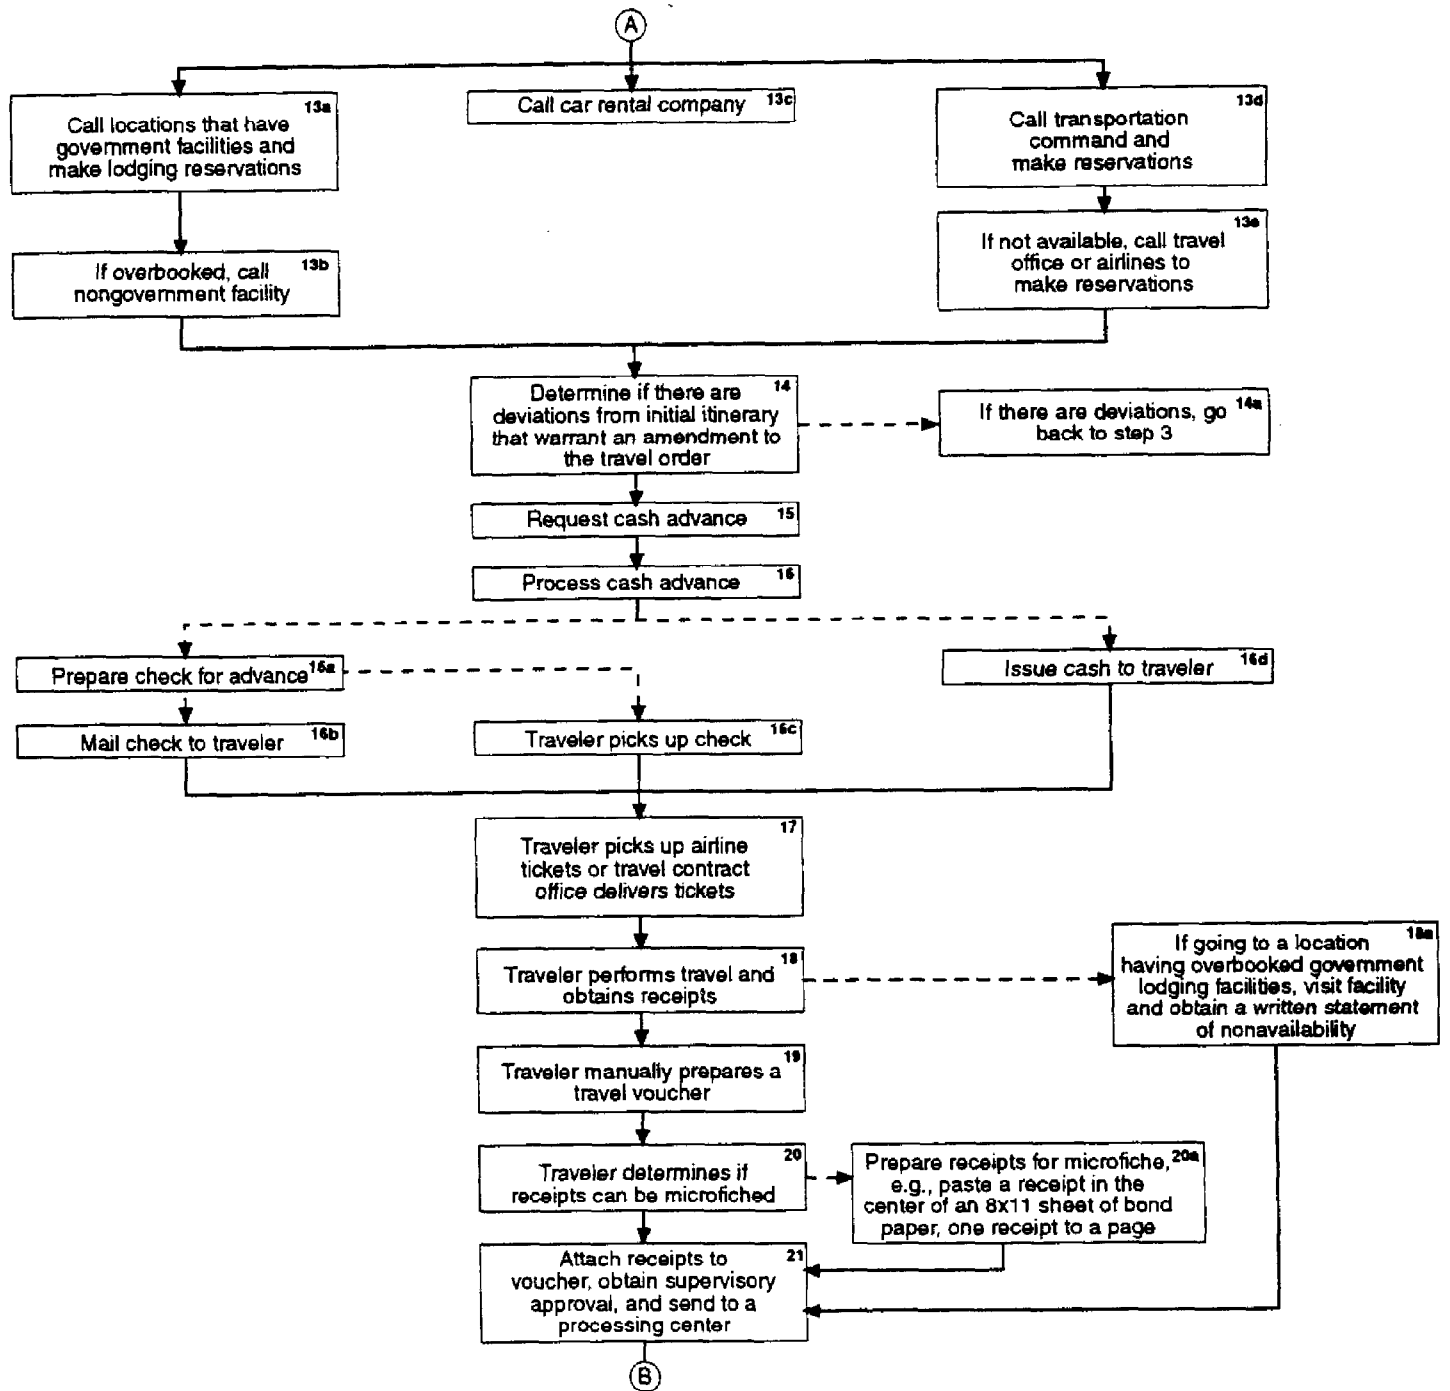 A
13a
Call locations that have
government facilities and
make lodging reservations
Call car rental company 13c
13d
Call transportation
command and
make reservations
If overbooked, call 13b
nongovernment facility
13e
If not available, call travel
office or airlines to
make reservations
Determine if there are 14
deviations from initial itinerary
that warrant an amendment to
the travel order
If there are deviations, go 14a
back to step 3
Request cash advance 15
Process cash advance 16
Prepare check for advance 16a
Issue cash to traveler 16d
Mail check to traveler 16b
Traveler picks up check 16c
17
Traveler picks up airline
tickets or travel contract
office delivers tickets
18
Traveler performs travel and
obtains receipts
18a
If going to a location
having overbooked government
lodging facilities, visit facility
and obtain a written statement
of nonavailability
19
Traveler manually prepares a
travel voucher
20
Traveler determines if
receipts can be microfiched
Prepare receipts for microfiche, 20a
e.g., paste a receipt in the
center of an 8x11 sheet of bond
paper, one receipt to a page
Attach receipts to 21
voucher, obtain supervisory
approval, and send to a
processing center
B